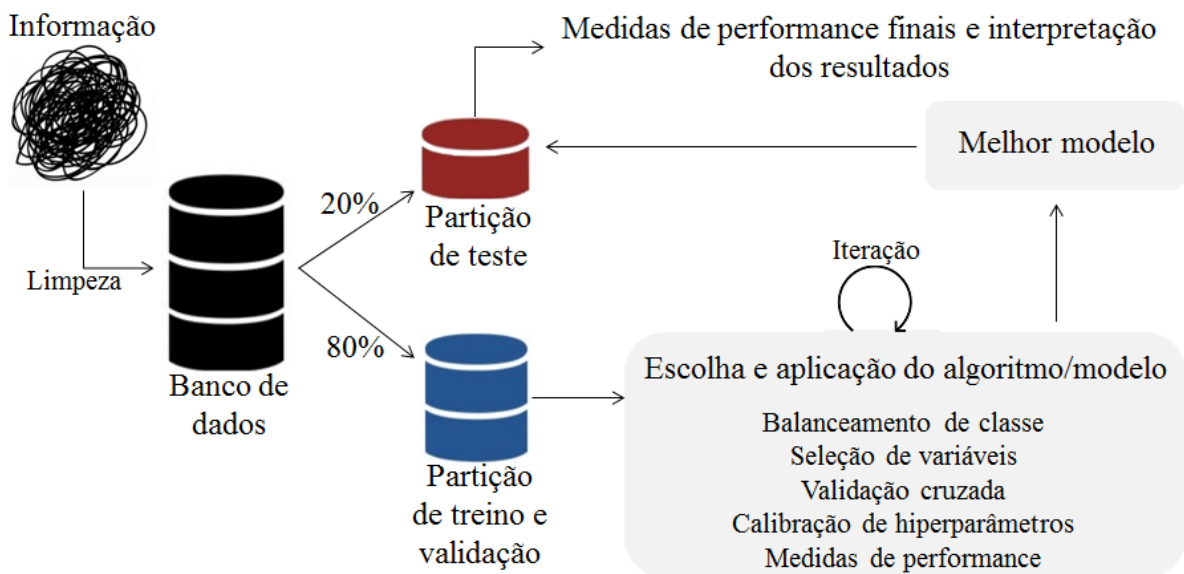 Informação
Limpeza
Banco de
dados
20%
80%
Partição
de teste
Partição
de treino e
validação
Medidas de performance finais e interpretação
dos resultados
Melhor modelo
Iteração
Escolha e aplicação do algoritmo/modelo
Balanceamento de classe
Seleção de variáveis
Validação cruzada
Calibração de hiperparâmetros
Medidas de performance